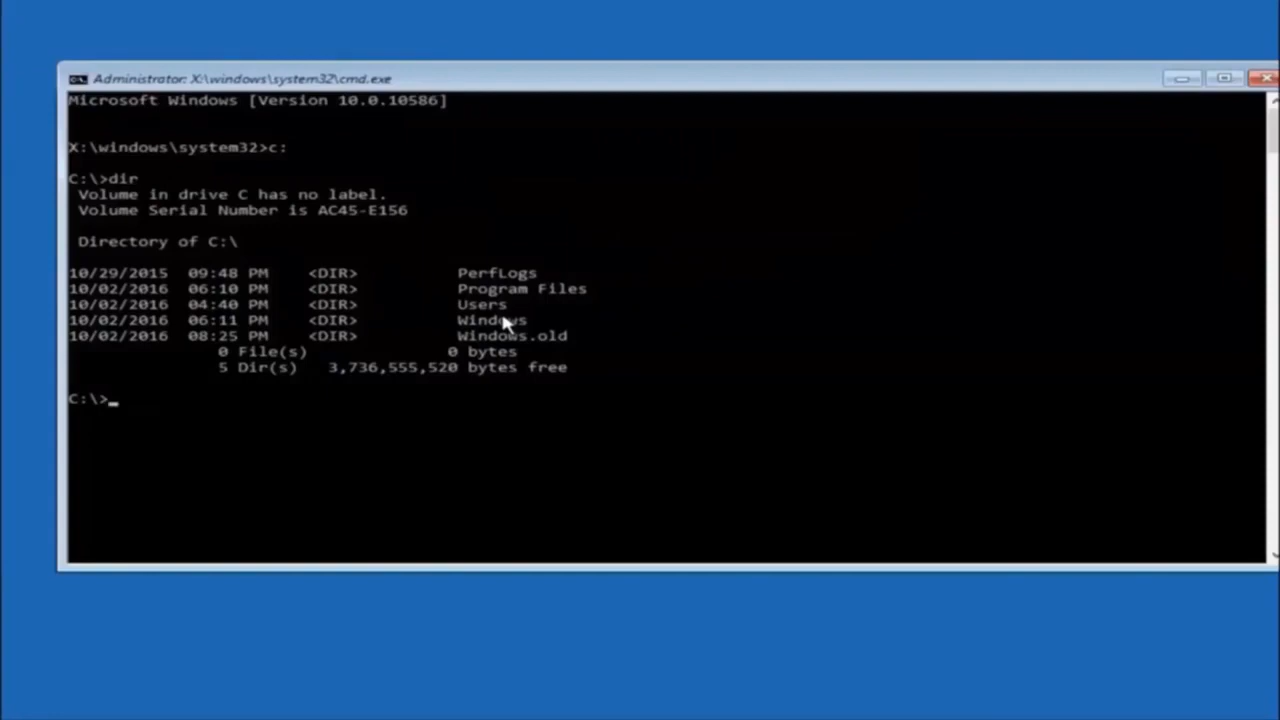 Administrator: X:\windows\system32\cmd.exe
Microsoft Windows [Version 10.0.10586]
X:\windows\system32>c:
C:\>dir
Volume in drive C has no label.
Volume Serial Number is AC45-E156
Directory of C:\
10/29/2015 09:48 PM <DIR> PerfLogs
10/02/2016 06:10 PM <DIR> Program Files
10/02/2016 04:40 PM <DIR> Users
10/02/2016 06:11 PM <DIR> Windows
10/02/2016 08:25 PM <DIR> Windows.old
0 File(s) 0 bytes
5 Dir(s) 3,736,555,520 bytes free
C:\>_